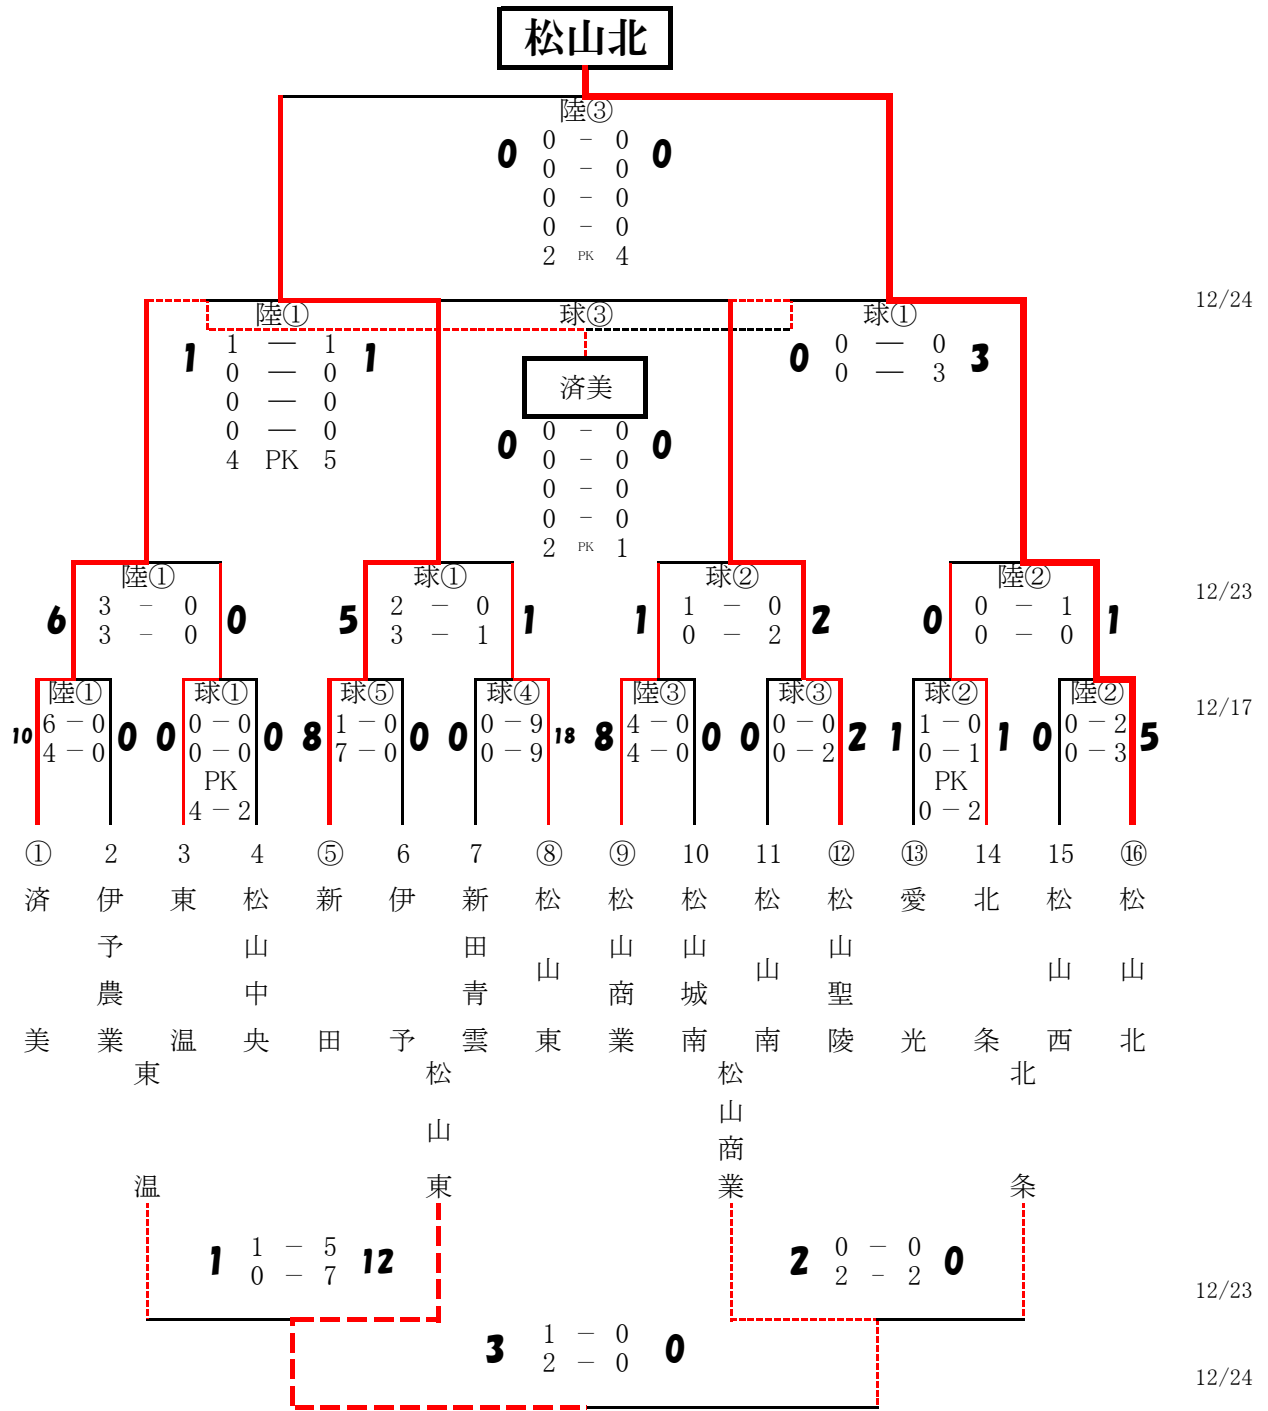 松山北
陸③
0 0 - 0 0
0 - 0
0 - 0
0 - 0
2 PK 4
12/24
陸① 球③ 球①
1 1 — 1 1
0 — 0
0 — 0
0 — 0
4 PK 5
0 0 — 0 3
0 — 3
済美
0 0 - 0 0
0 - 0
0 - 0
0 - 0
2 PK 1
陸① 球① 球② 陸②
12/23
6 3 - 0 0
3 - 0
5 2 - 0 1
3 - 1
1 1 - 0 2
0 - 2
0 0 - 1 1
0 - 0
陸① 球① 球⑤ 球④ 陸③ 球③ 球② 陸②
12/17
10 6-0 0
4-0
0 0-0 0
0-0
PK
4-2
8 1-0 0
7-0
0 0-9 18
0-9
8 4-0 0
4-0
0 0-0 2
0-2
1 1-0 1
0-1
PK
0-2
0 0-2 5
0-3
① 2 3 4 ⑤ 6 7 ⑧ ⑨ 10 11 ⑫ ⑬ 14 15 ⑯
済美
伊予農業
東温
松山中央
新田
伊予
新田青雲
松山東
松山商業
松山城南
松山南
松山聖陵
愛光
北条
松山西
松山北
東温
松山東
松山商業
北条
1 1 - 5 12
0 - 7
2 0 - 0 0
2 - 2
12/23
3 1 - 0 0
2 - 0
12/24